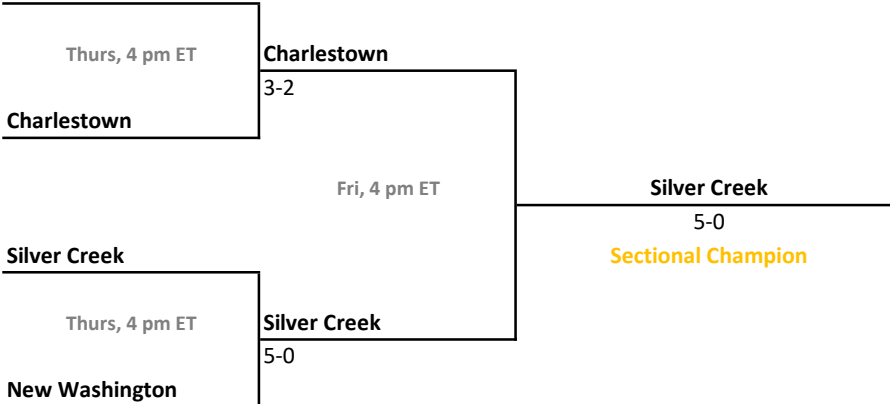 Thurs, 4 pm ET
Charlestown
3-2
Charlestown
Fri, 4 pm ET
Silver Creek
5-0
Sectional Champion
Silver Creek
Thurs, 4 pm ET
Silver Creek
5-0
New Washington